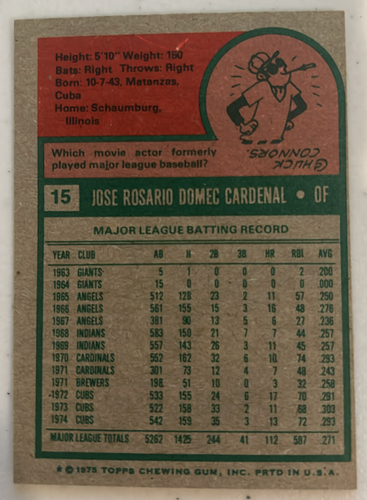 Height: 5'10" Weight: 160
Bats: Right Throws: Right
Born: 10-7-43, Matanzas,
Cuba
Home: Schaumburg,
Illinois
CHUCK
CONNORS
Which movie actor formerly
played major league baseball?
15 JOSE ROSARIO DOMEC CARDENAL • OF
MAJOR LEAGUE BATTING RECORD
YEAR CLUB AB H 2B 3B HR RBI AVG
1963 GIANTS 5 1 0 0 0 2 .200
1964 GIANTS 15 0 0 0 0 0 .000
1965 ANGELS 512 128 23 2 11 57 .250
1966 ANGELS 561 155 15 3 16 48 .276
1967 ANGELS 381 90 13 5 6 27 .236
1968 INDIANS 583 150 21 7 7 44 .257
1969 INDIANS 557 143 26 3 11 45 .257
1970 CARDINALS 552 162 32 6 10 74 .293
1971 CARDINALS 301 73 12 4 7 48 .243
1971 BREWERS 198 51 10 0 3 32 .258
1972 CUBS 533 155 24 6 17 70 .291
1973 CUBS 522 158 33 2 11 68 .303
1974 CUBS 542 159 35 3 13 72 .293
MAJOR LEAGUE TOTALS 5262 1425 244 41 112 587 .271
* © 1975 TOPPS CHEWING GUM, INC. PRTD IN U.S.A.